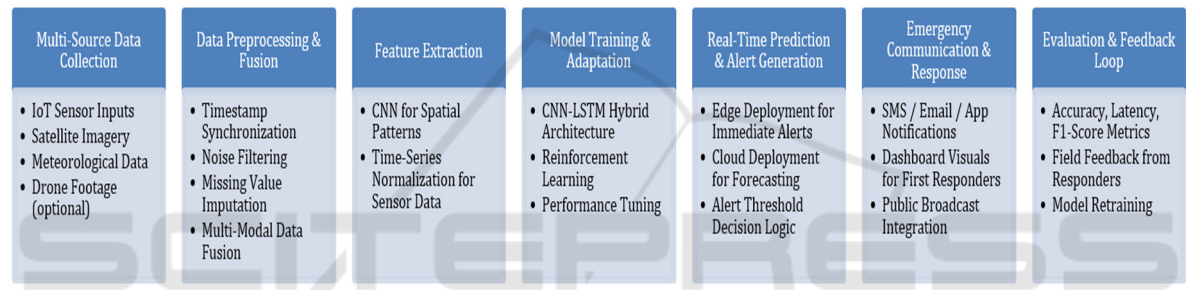 Multi-Source Data
Collection
• IoT Sensor Inputs
• Satellite Imagery
• Meteorological Data
• Drone Footage
(optional)
Data Preprocessing &
Fusion
• Timestamp
Synchronization
• Noise Filtering
• Missing Value
Imputation
• Multi-Modal Data
Fusion
Feature Extraction
• CNN for Spatial
Patterns
• Time-Series
Normalization for
Sensor Data
Model Training &
Adaptation
• CNN-LSTM Hybrid
Architecture
• Reinforcement
Learning
• Performance Tuning
Real-Time Prediction
& Alert Generation
• Edge Deployment for
Immediate Alerts
• Cloud Deployment
for Forecasting
• Alert Threshold
Decision Logic
Emergency
Communication &
Response
• SMS / Email / App
Notifications
• Dashboard Visuals
for First Responders
• Public Broadcast
Integration
Evaluation & Feedback
Loop
• Accuracy, Latency,
F1-Score Metrics
• Field Feedback from
Responders
• Model Retraining
SCITEPRESS